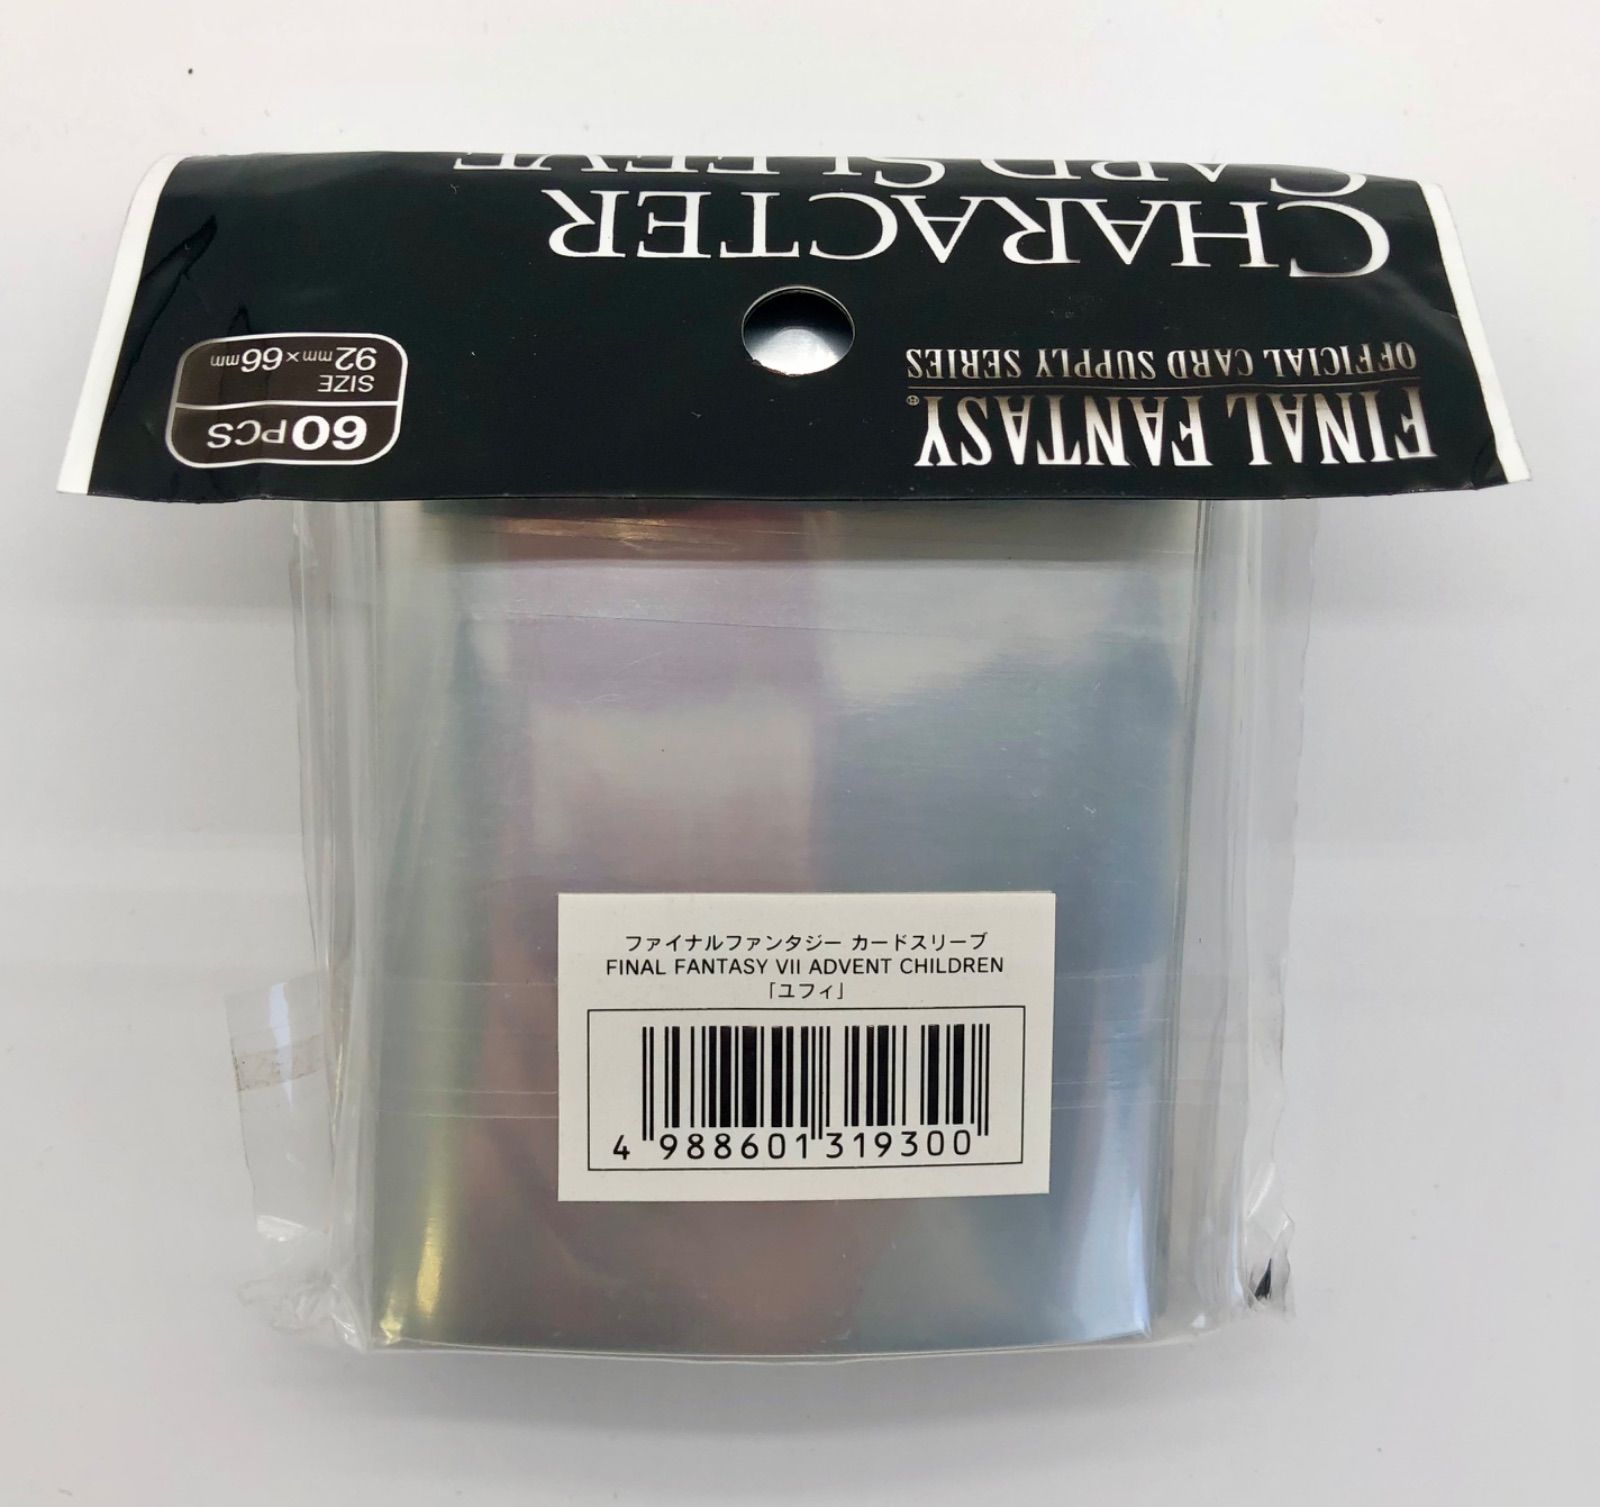 CHARACTER
CARD SLEEVE
FINAL FANTASY®
OFFICIAL CARD SUPPLY SERIES
60PCS
SIZE
92mm×66mm
ファイナルファンタジー カードスリーブ
FINAL FANTASY VII ADVENT CHILDREN
「ユフィ」
4 988601 319300